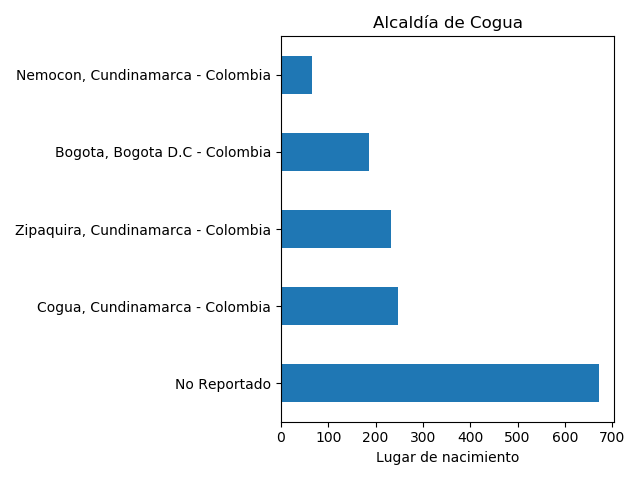 Alcaldía de Cogua
Nemocon, Cundinamarca - Colombia
Bogota, Bogota D.C - Colombia
Zipaquira, Cundinamarca - Colombia
Cogua, Cundinamarca - Colombia
No Reportado
0 100 200 300 400 500 600 700
Lugar de nacimiento